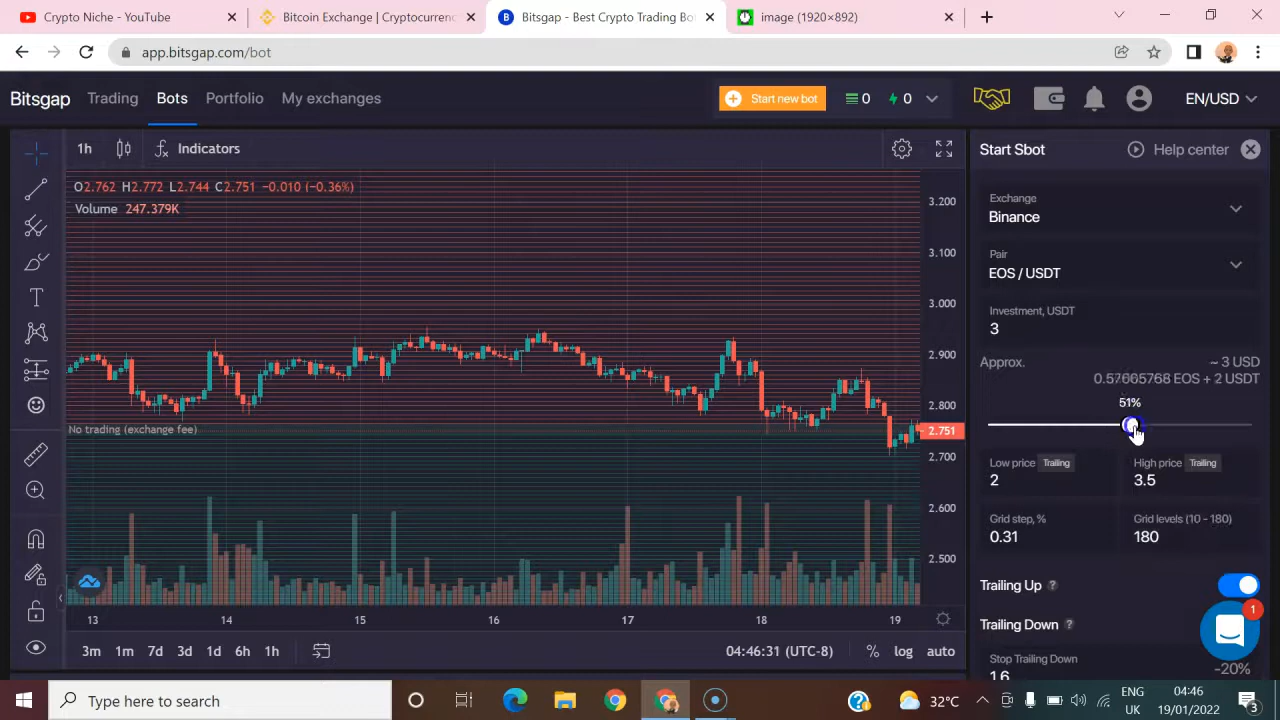 Crypto Niche - YouTube
Bitcoin Exchange | Cryptocurrenc
Bitsgap - Best Crypto Trading Bo
image (1920×892)
app.bitsgap.com/bot
Bitsgap
Trading
Bots
Portfolio
My exchanges
Start new bot
0
0
EN/USD
1h
Indicators
Start Sbot
Help center
O2.762 H2.772 L2.744 C2.751 −0.010 (−0.36%)
Volume 247.379K
3.200
3.100
3.000
2.900
2.800
2.751
2.700
2.600
2.500
No trading (exchange fee)
Exchange
Binance
Pair
EOS / USDT
Investment, USDT
3
Approx.
~ 3 USD
0.57665768 EOS + 2 USDT
51%
Low price Trailing
2
High price Trailing
3.5
Grid step, %
0.31
Grid levels (10 - 180)
180
Trailing Up ?
Trailing Down ?
Stop Trailing Down
1.6
-20%
1
13 14 15 16 17 18 19
3m 1m 7d 3d 1d 6h 1h
04:46:31 (UTC-8)
% log auto
Type here to search
32°C
ENG
UK
04:46
19/01/2022
3